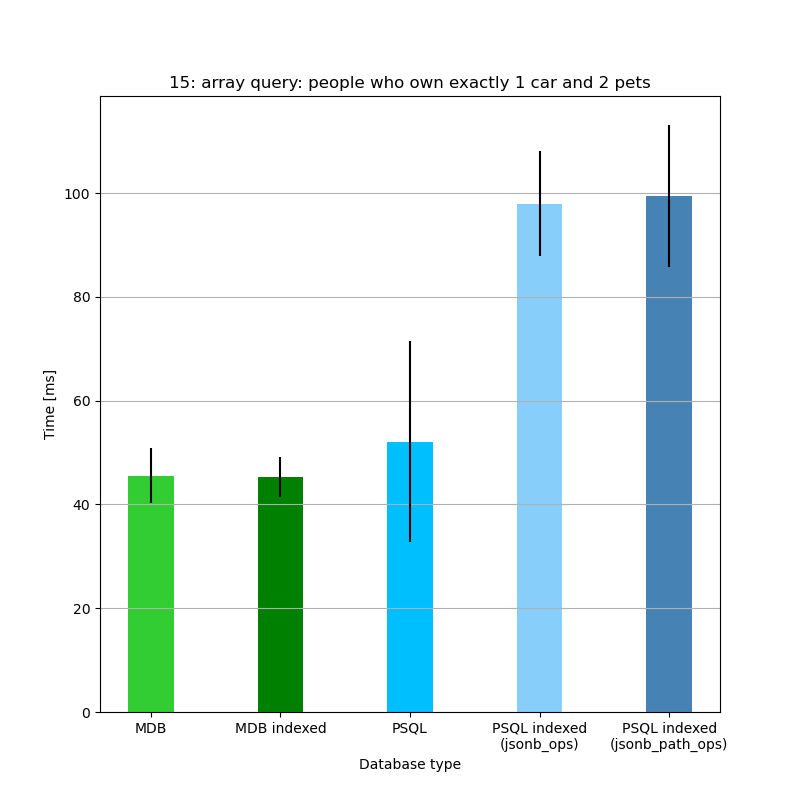 15: array query: people who own exactly 1 car and 2 pets
Time [ms]
100
80
60
40
20
0
MDB
MDB indexed
PSQL
PSQL indexed
(jsonb_ops)
PSQL indexed
(jsonb_path_ops)
Database type